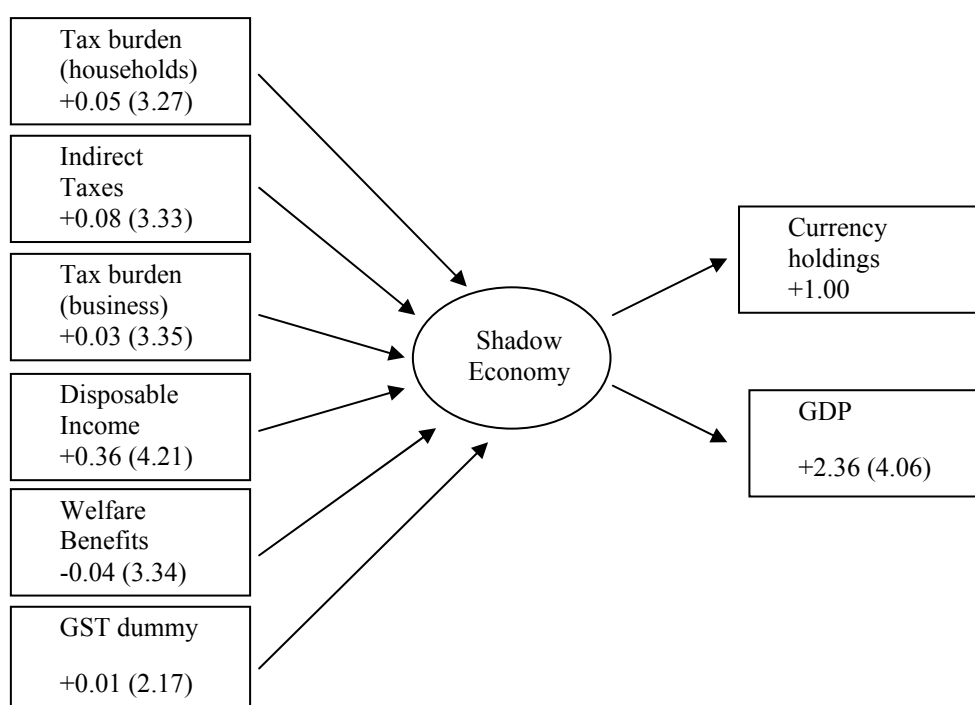 Tax burden
(households)
+0.05 (3.27)
Indirect
Taxes
+0.08 (3.33)
Tax burden
(business)
+0.03 (3.35)
Disposable
Income
+0.36 (4.21)
Welfare
Benefits
-0.04 (3.34)
GST dummy
+0.01 (2.17)
Shadow
Economy
Currency
holdings
+1.00
GDP
+2.36 (4.06)